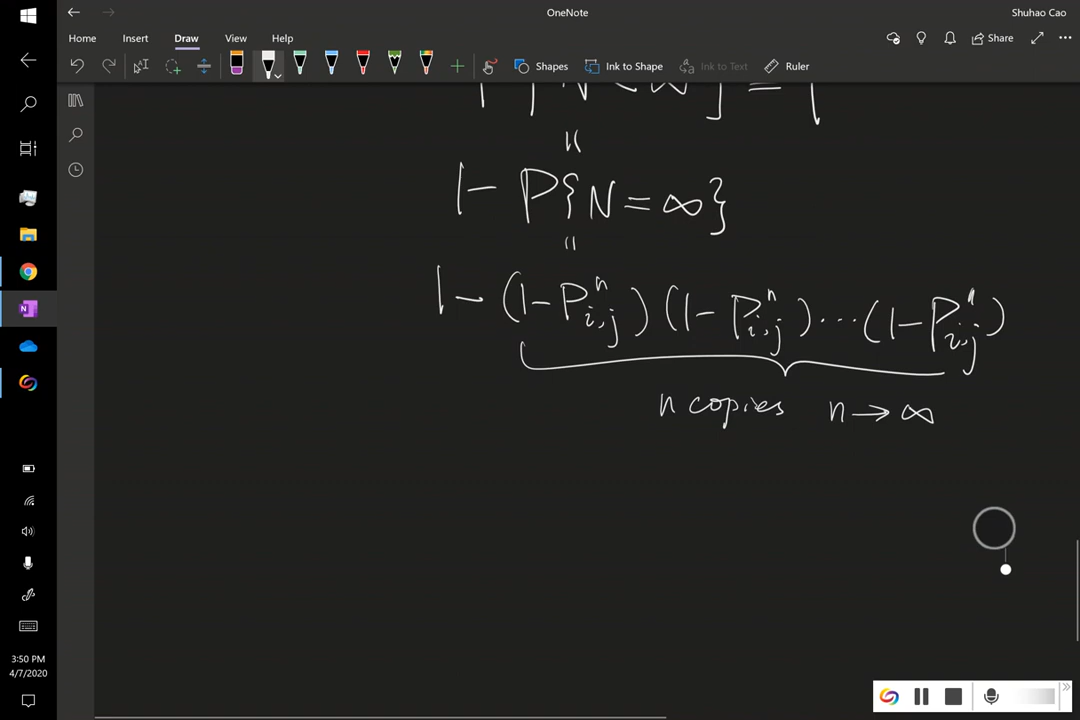 OneNote
Shuhao Cao
Home Insert Draw View Help
Share
Shapes Ink to Shape Ink to Text Ruler
1 - P{N = ∞}
1 - (1 - P^n_{i,j}) (1 - P^n_{i,j}) ... (1 - P^n_{i,j})
n copies n → ∞
3:50 PM
4/7/2020